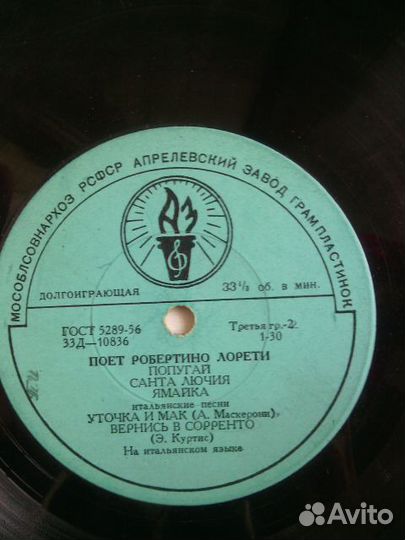 МОСОБЛСОВНАРХОЗ РСФСР АПРЕЛЕВСКИЙ ЗАВОД ГРАМПЛАСТИНОК
АЗ
ДОЛГОИГРАЮЩАЯ
33⅓ об. в мин.
ГОСТ 5289-56
33Д—10836
Третья гр.-2
1-30
ПОЕТ РОБЕРТИНО ЛОРЕТИ
ПОПУГАЙ
САНТА ЛЮЧИЯ
ЯМАЙКА
итальянские песни
УТОЧКА И МАК (А. Маскерони)
ВЕРНИСЬ В СОРРЕНТО
(Э. Куртис)
На итальянском языке
Avito